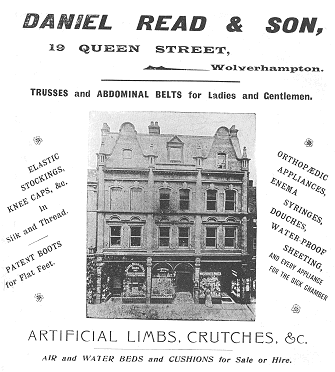 DANIEL READ & SON,
19 QUEEN STREET,
Wolverhampton.
TRUSSES and ABDOMINAL BELTS for Ladies and Gentlemen.
ELASTIC
STOCKINGS,
KNEE CAPS, &c.
in
Silk and Thread.
PATENT BOOTS
for Flat Feet.
ORTHOPÆDIC
APPLIANCES,
ENEMA
SYRINGES,
DOUCHES,
WATER-PROOF
SHEETING,
AND EVERY APPLIANCE
FOR THE SICK CHAMBER
ARTIFICIAL LIMBS, CRUTCHES, &c.
AIR and WATER BEDS and CUSHIONS for Sale or Hire.